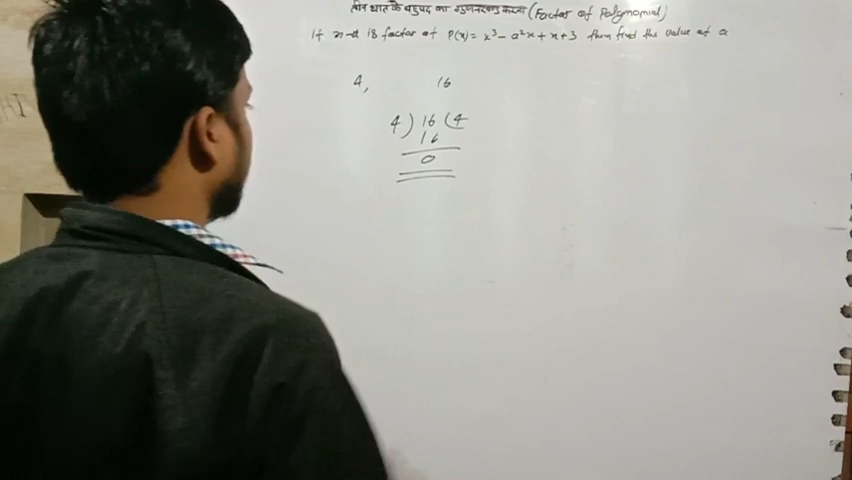 तीन घात के बहुपद का गुणनखण्ड करना (Factor of Polynomial)
If x-a is factor of P(x) = x³ - a²x + x + 3 then find the value of a
4, 16
4 ) 16 ( 4
16
0